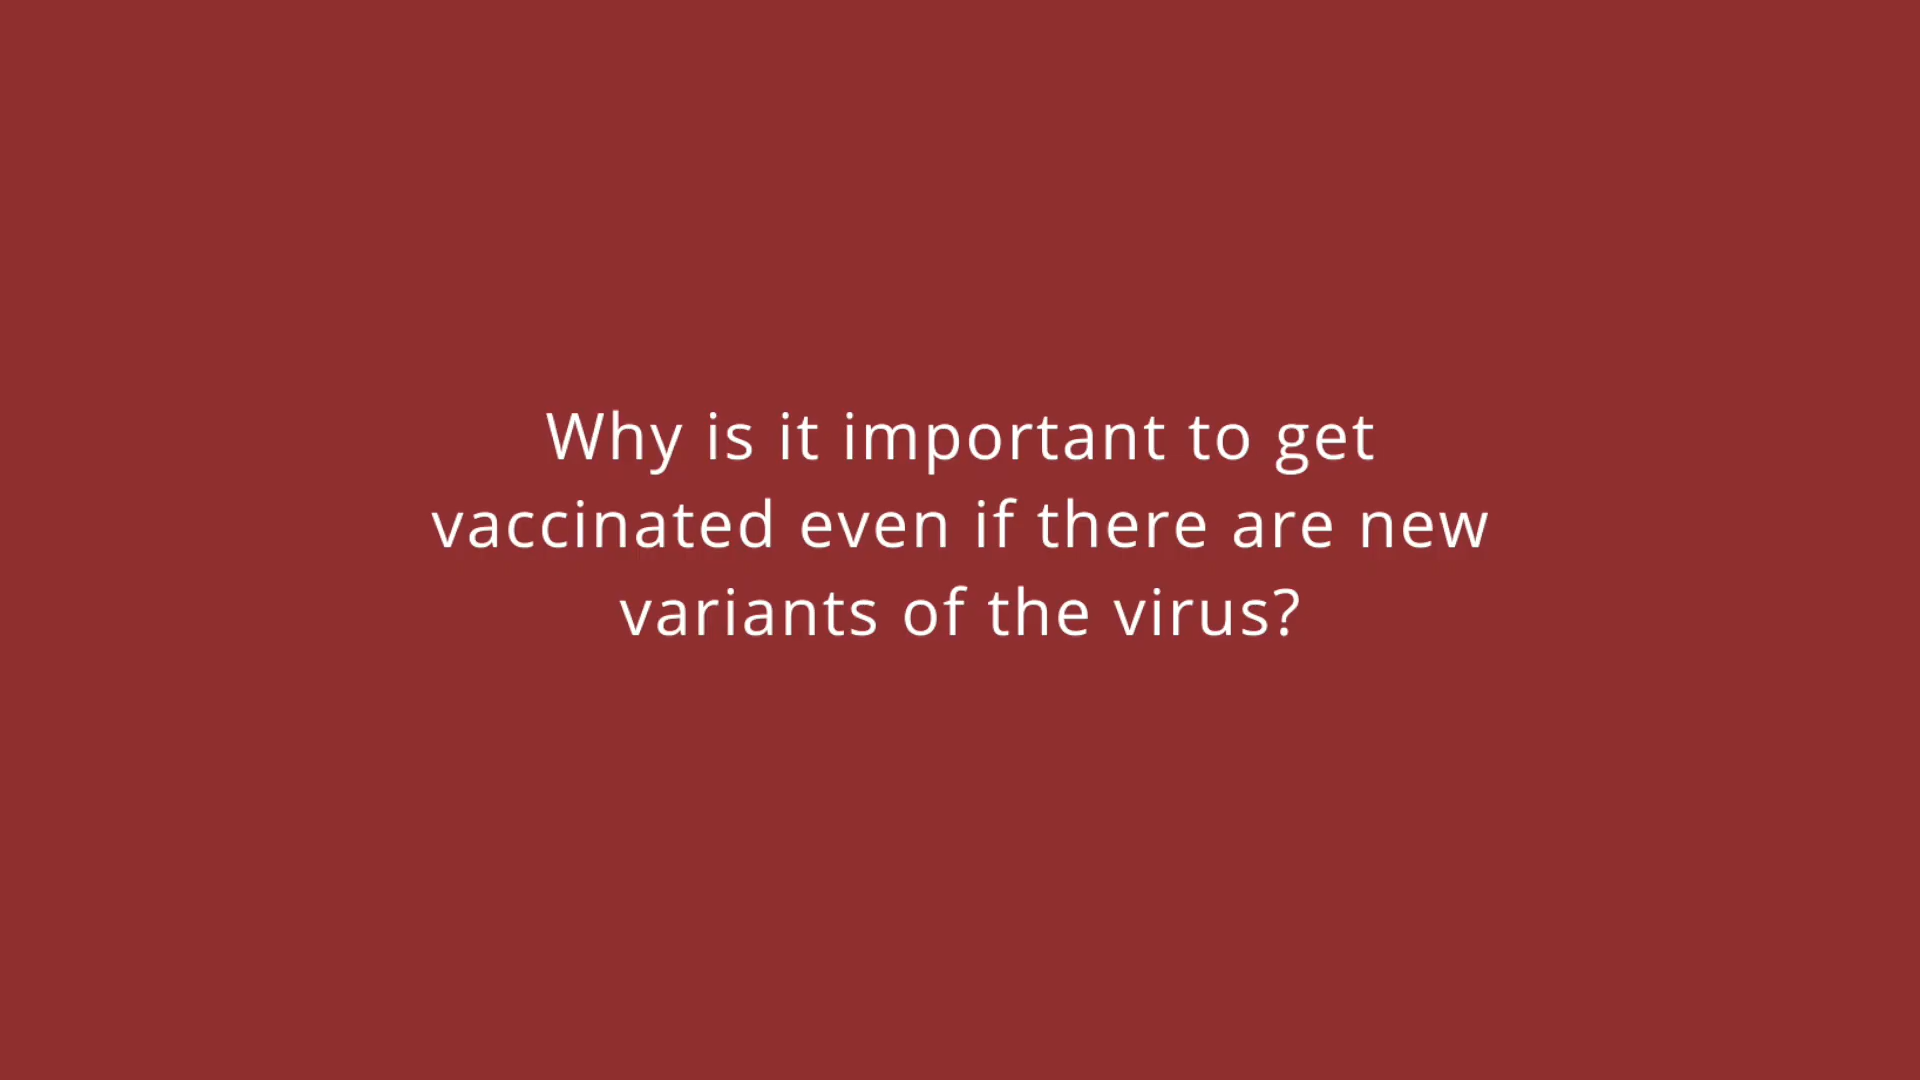 Why is it important to get
vaccinated even if there are new
variants of the virus?